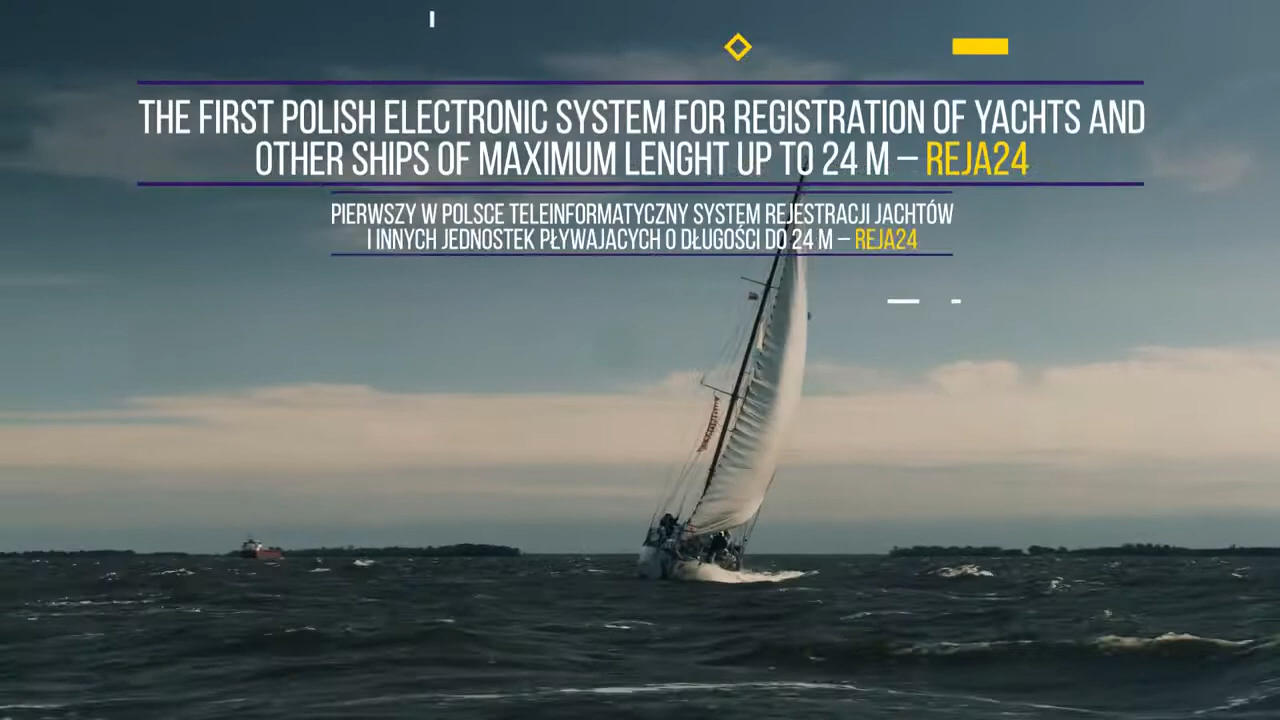 THE FIRST POLISH ELECTRONIC SYSTEM FOR REGISTRATION OF YACHTS AND
OTHER SHIPS OF MAXIMUM LENGHT UP TO 24 M – REJA24
PIERWSZY W POLSCE TELEINFORMATYCZNY SYSTEM REJESTRACJI JACHTÓW
I INNYCH JEDNOSTEK PŁYWAJACYCH O DŁUGOŚCI DO 24 M – REJA24